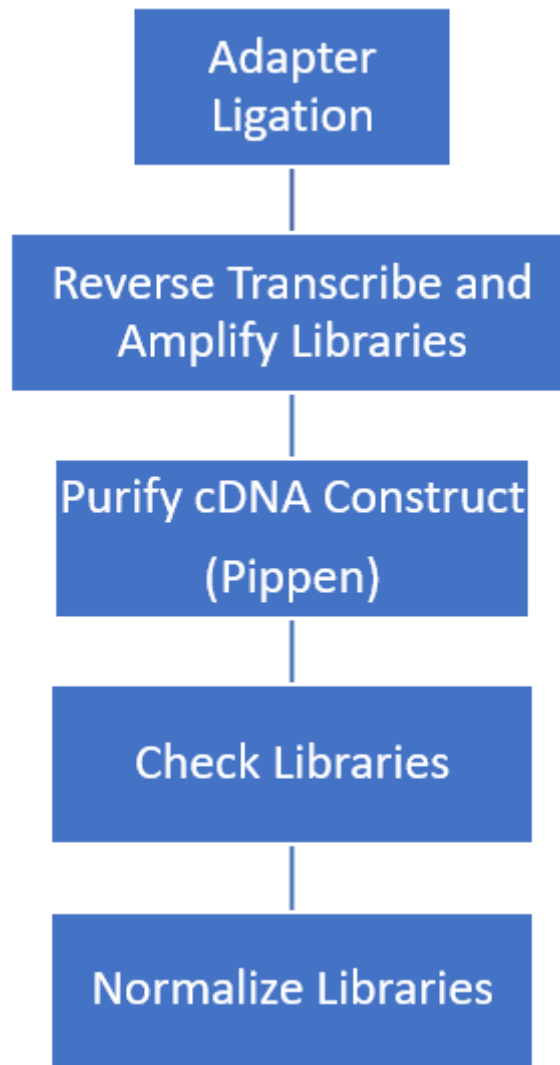 Adapter
Ligation
Reverse Transcribe and
Amplify Libraries
Purify cDNA Construct
(Pippen)
Check Libraries
Normalize Libraries